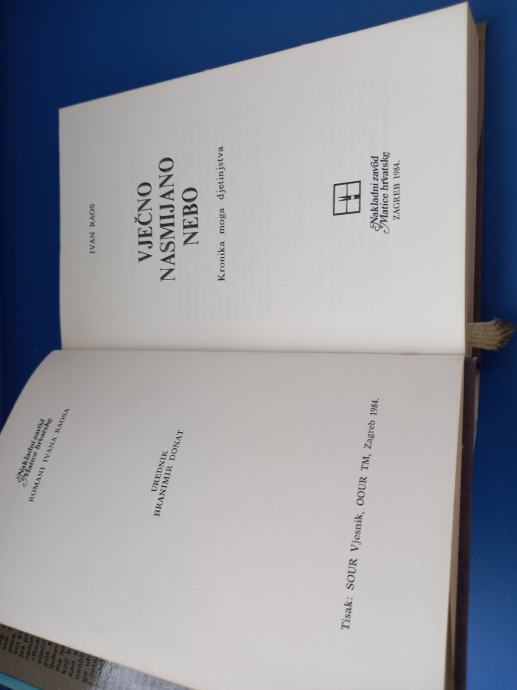 Nakladni zavod
Matice hrvatske
ROMANI IVANA RAOSA
UREDNIK
BRANIMIR DONAT
Tisak: SOUR Vjesnik, OOUR TM, Zagreb 1984.
IVAN RAOS
VJEČNO
NASMIJANO
NEBO
Kronika moga djetinjstva
Nakladni zavod
Matice hrvatske
ZAGREB 1984.